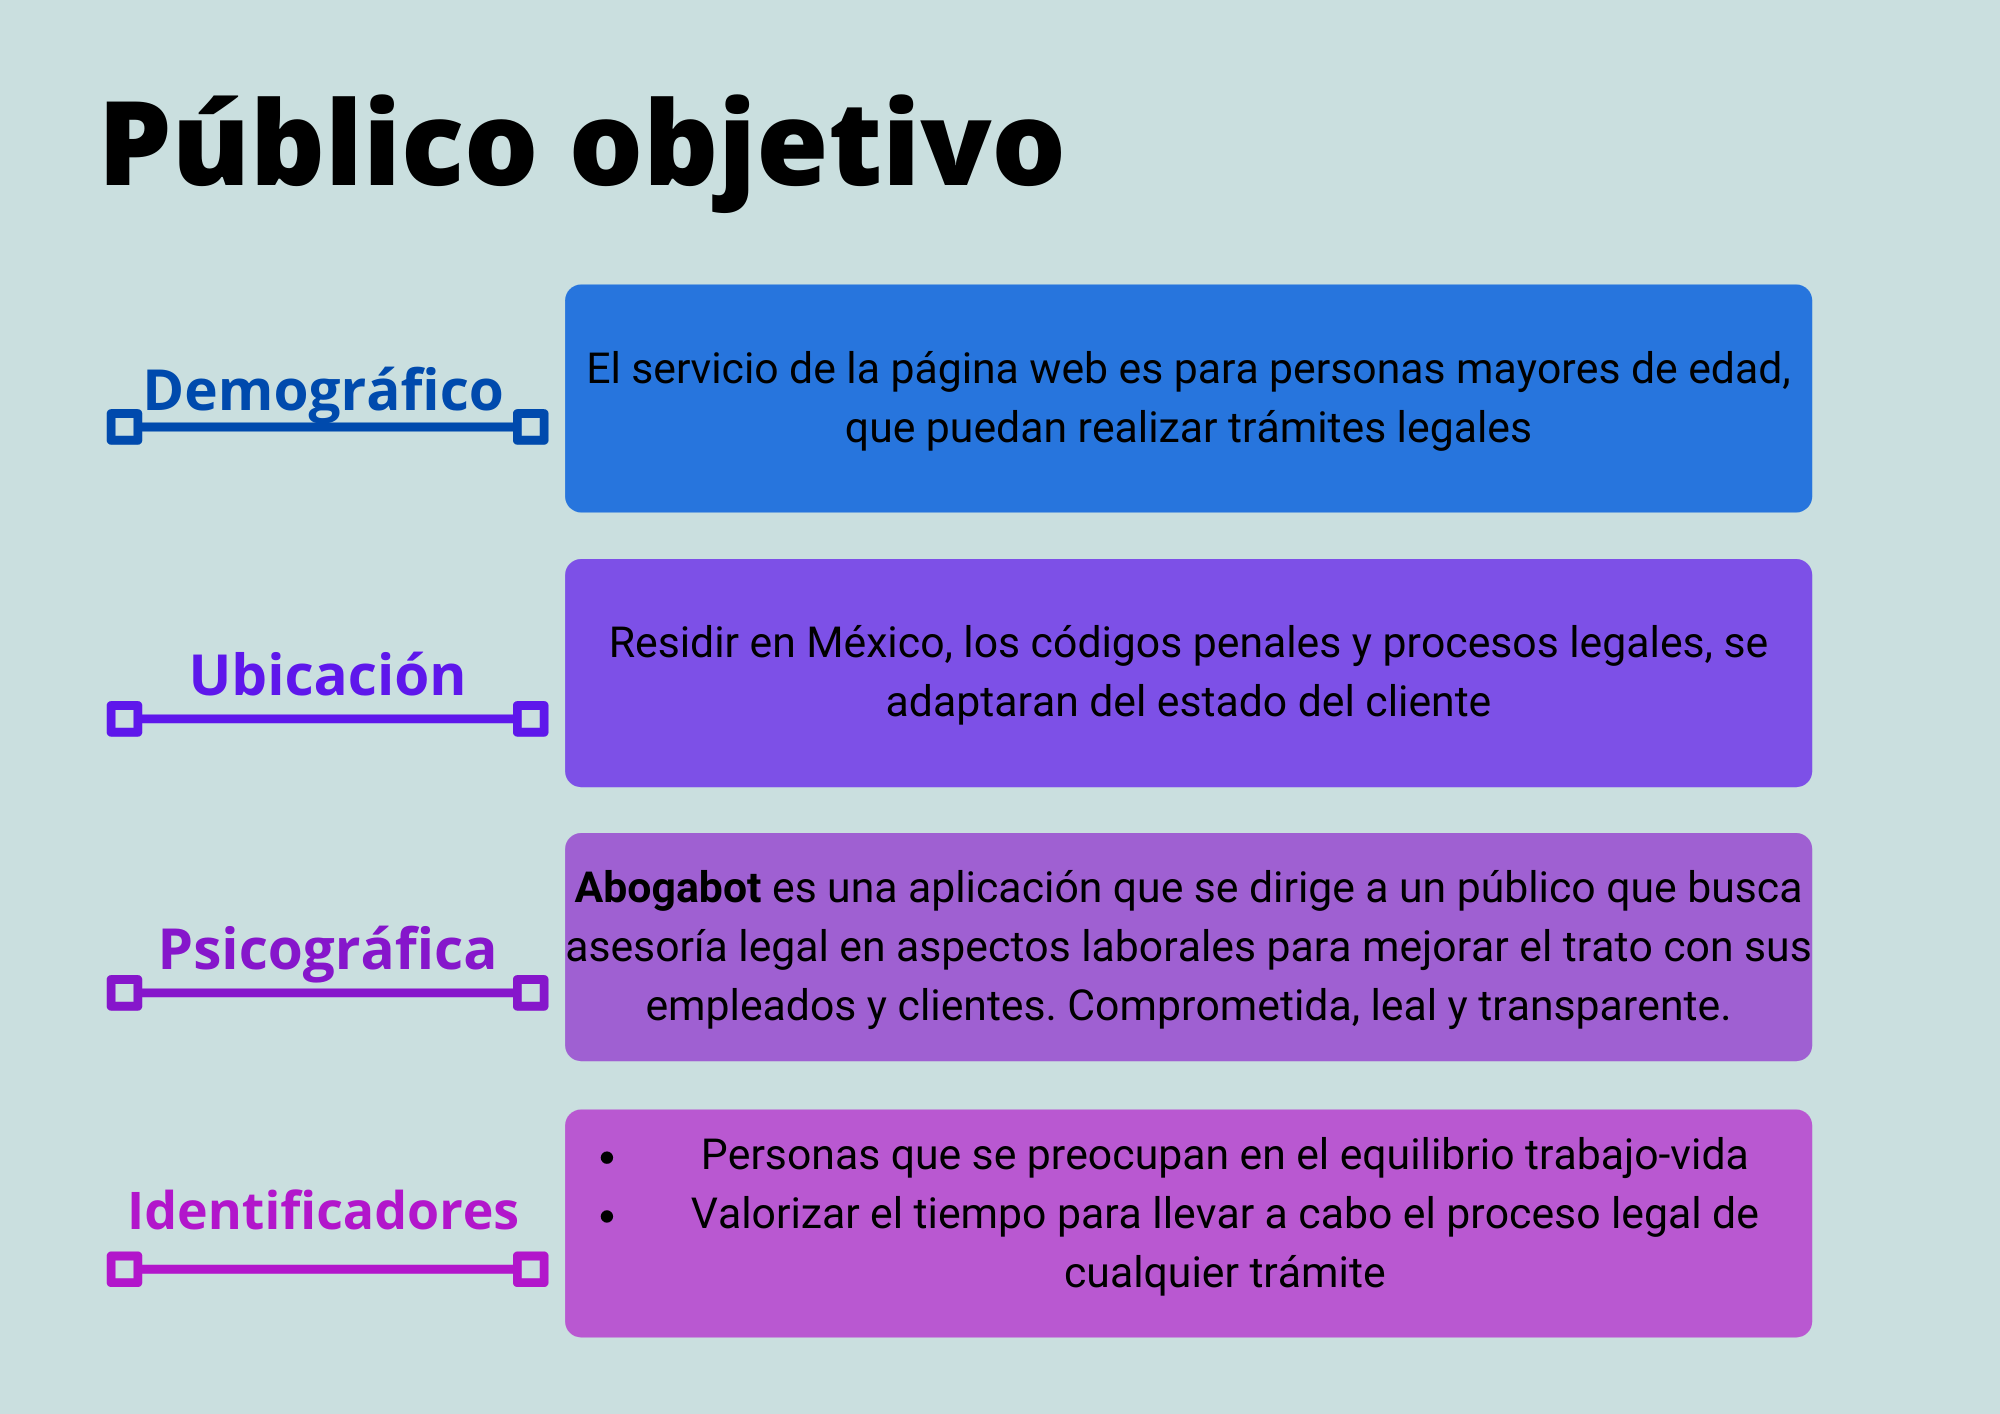 Público objetivo
Demográfico
El servicio de la página web es para personas mayores de edad,
que puedan realizar trámites legales
Ubicación
Residir en México, los códigos penales y procesos legales, se
adaptaran del estado del cliente
Psicográfica
Abogabot es una aplicación que se dirige a un público que busca
asesoría legal en aspectos laborales para mejorar el trato con sus
empleados y clientes. Comprometida, leal y transparente.
Identificadores
• Personas que se preocupan en el equilibrio trabajo-vida
• Valorizar el tiempo para llevar a cabo el proceso legal de
cualquier trámite